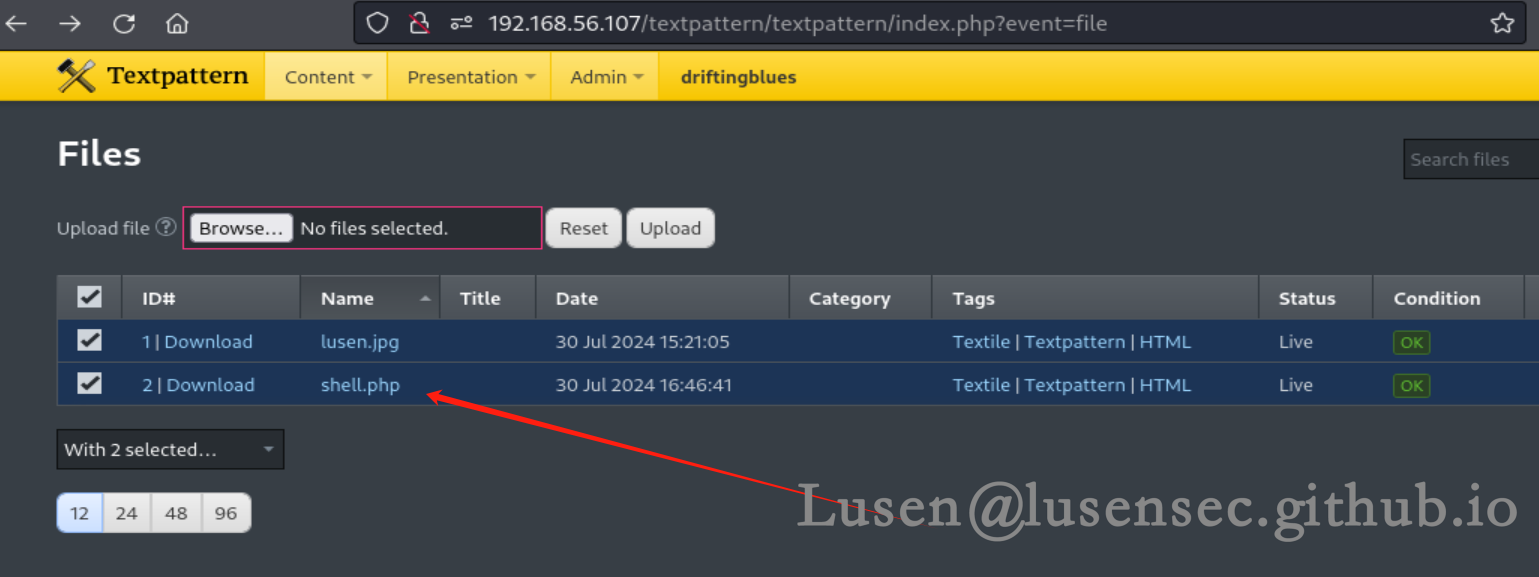 192.168.56.107/textpattern/textpattern/index.php?event=file
Textpattern Content Presentation Admin driftingblues
Files
Search files
Upload file ? Browse... No files selected. Reset Upload
ID# Name Title Date Category Tags Status Condition
1 | Download lusen.jpg 30 Jul 2024 15:21:05 Textile | Textpattern | HTML Live OK
2 | Download shell.php 30 Jul 2024 16:46:41 Textile | Textpattern | HTML Live OK
With 2 selected...
12 24 48 96
Lusen@lusensec.github.io